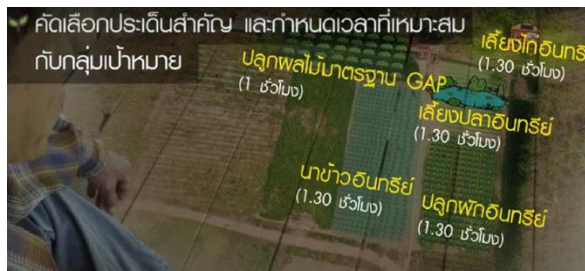 คัดเลือกประเด็นสำคัญ และกำหนดเวลาที่เหมาะสม
กับกลุ่มเป้าหมาย
เลี้ยงไก่อินทรี
(1.30 ชั่วโมง)
ปลูกผลไม้มาตรฐาน GAP
(1 ชั่วโมง)
เลี้ยงปลาอินทรีย์
(1.30 ชั่วโมง)
นาข้าวอินทรีย์
(1.30 ชั่วโมง)
ปลูกผักอินทรีย์
(1.30 ชั่วโมง)